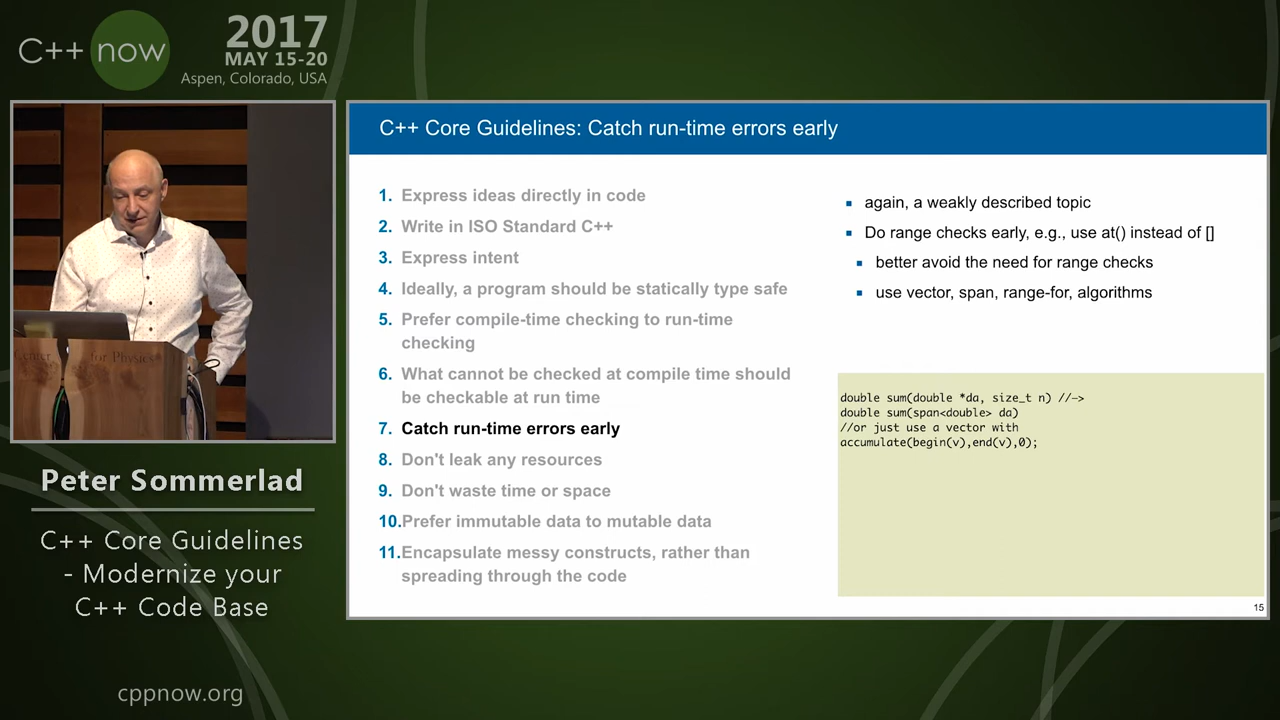 C++ now
2017
MAY 15-20
Aspen, Colorado, USA
Center for Physics
Peter Sommerlad
C++ Core Guidelines
- Modernize your
C++ Code Base
cppnow.org
C++ Core Guidelines: Catch run-time errors early
1. Express ideas directly in code
2. Write in ISO Standard C++
3. Express intent
4. Ideally, a program should be statically type safe
5. Prefer compile-time checking to run-time
checking
6. What cannot be checked at compile time should
be checkable at run time
7. Catch run-time errors early
8. Don't leak any resources
9. Don't waste time or space
10. Prefer immutable data to mutable data
11. Encapsulate messy constructs, rather than
spreading through the code
▪ again, a weakly described topic
▪ Do range checks early, e.g., use at() instead of []
▪ better avoid the need for range checks
▪ use vector, span, range-for, algorithms
double sum(double *da, size_t n) //->
double sum(span<double> da)
//or just use a vector with
accumulate(begin(v),end(v),0);
15